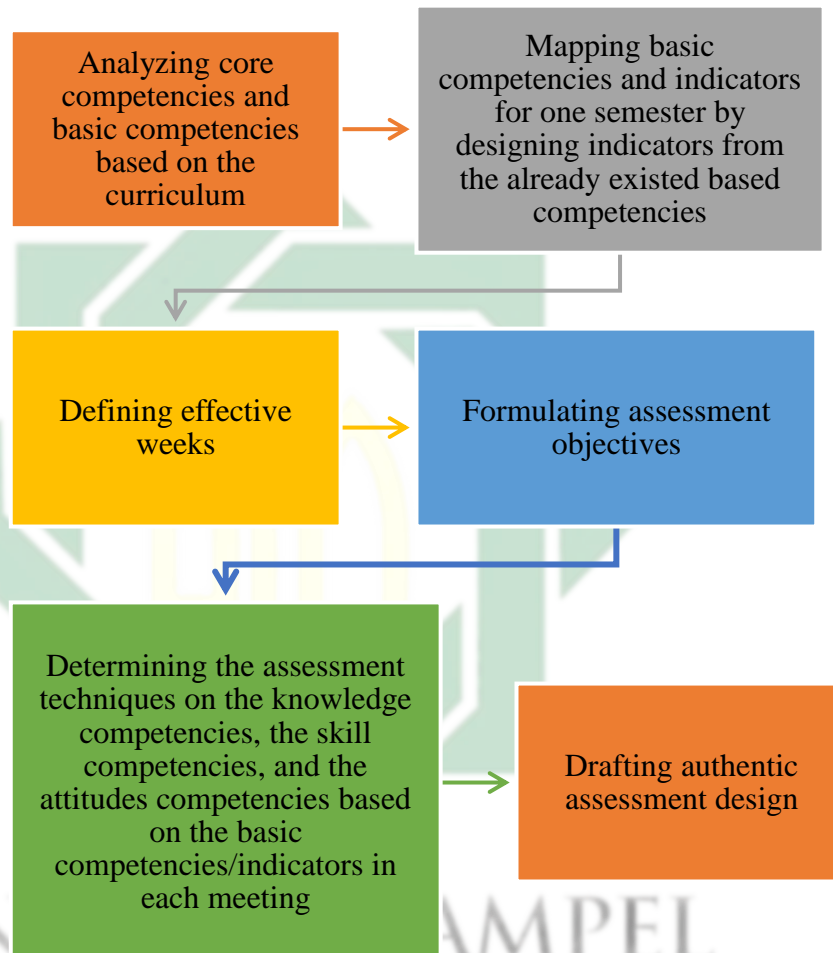 Analyzing core
competencies and
basic competencies
based on the
curriculum
Mapping basic
competencies and indicators
for one semester by
designing indicators from
the already existed based
competencies
Defining effective
weeks
Formulating assessment
objectives
Determining the assessment
techniques on the knowledge
competencies, the skill
competencies, and the
attitudes competencies based
on the basic
competencies/indicators in
each meeting
Drafting authentic
assessment design
AMPEL